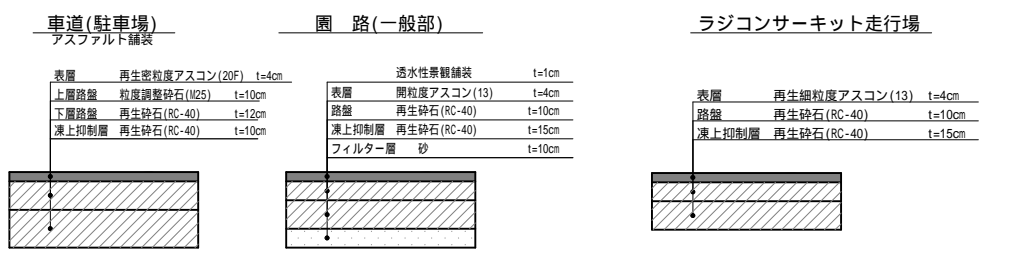 車道(駐車場)
アスファルト舗装
表層 再生密粒度アスコン(20F) t=4cm
上層路盤 粒度調整砕石(M25) t=10cm
下層路盤 再生砕石(RC-40) t=12cm
凍上抑制層 再生砕石(RC-40) t=10cm
園 路(一般部)
透水性景観舗装 t=1cm
表層 開粒度アスコン(13) t=4cm
路盤 再生砕石(RC-40) t=10cm
凍上抑制層 再生砕石(RC-40) t=15cm
フィルター層 砂 t=10cm
ラジコンサーキット走行場
表層 再生細粒度アスコン(13) t=4cm
路盤 再生砕石(RC-40) t=10cm
凍上抑制層 再生砕石(RC-40) t=15cm